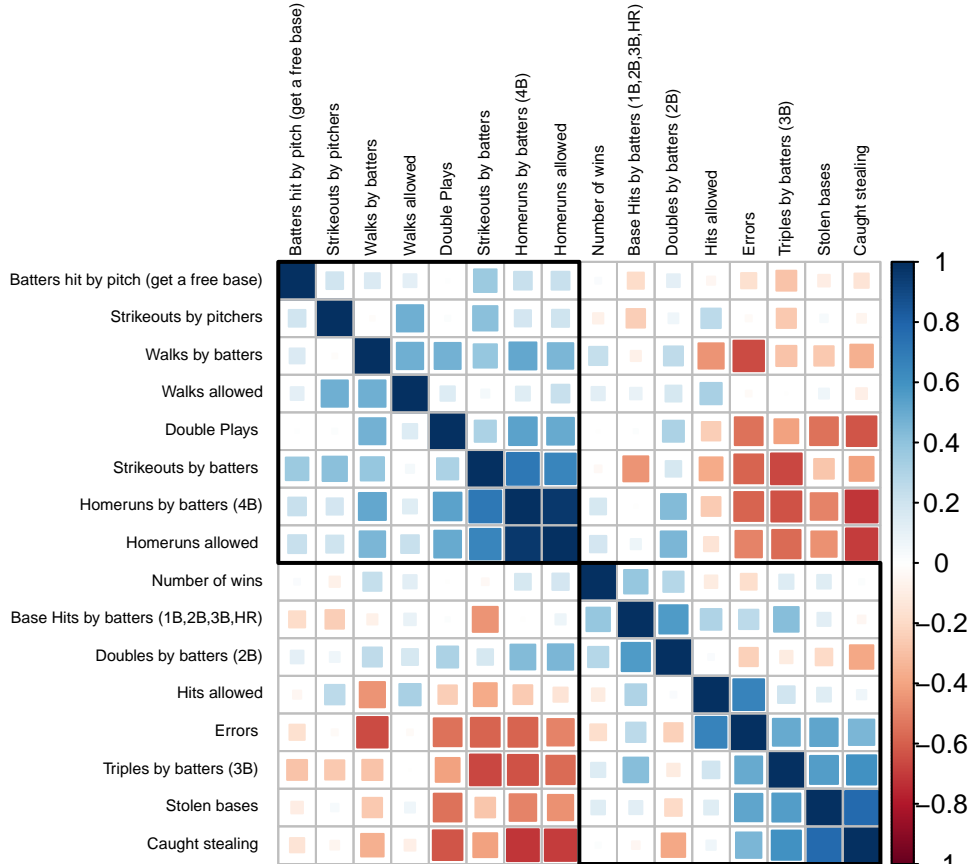 Batters hit by pitch (get a free base)
Strikeouts by pitchers
Walks by batters
Walks allowed
Double Plays
Strikeouts by batters
Homeruns by batters (4B)
Homeruns allowed
Number of wins
Base Hits by batters (1B,2B,3B,HR)
Doubles by batters (2B)
Hits allowed
Errors
Triples by batters (3B)
Stolen bases
Caught stealing
Batters hit by pitch (get a free base)
Strikeouts by pitchers
Walks by batters
Walks allowed
Double Plays
Strikeouts by batters
Homeruns by batters (4B)
Homeruns allowed
Number of wins
Base Hits by batters (1B,2B,3B,HR)
Doubles by batters (2B)
Hits allowed
Errors
Triples by batters (3B)
Stolen bases
Caught stealing
1
0.8
0.6
0.4
0.2
0
−0.2
−0.4
−0.6
−0.8